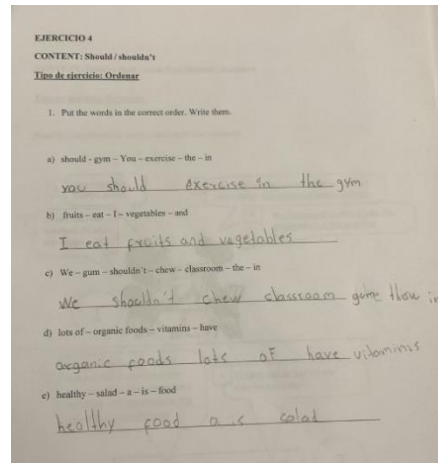 EJERCICIO 4
CONTENT: Should / shouldn't
Tipo de ejercicio: Ordenar
1. Put the words in the correct order. Write them.
a) should - gym – You – exercise – the – in
you should exercise in the gym
b) fruits – eat – I – vegetables – and
I eat fruits and vegetables
c) We – gum – shouldn't – chew – classroom – the – in
We shouldn't chew classroom in
d) lots of – organic foods – vitamins – have
organic foods lots of have vitaminis
e) healthy – salad – a – is – food
healthy food a is salad